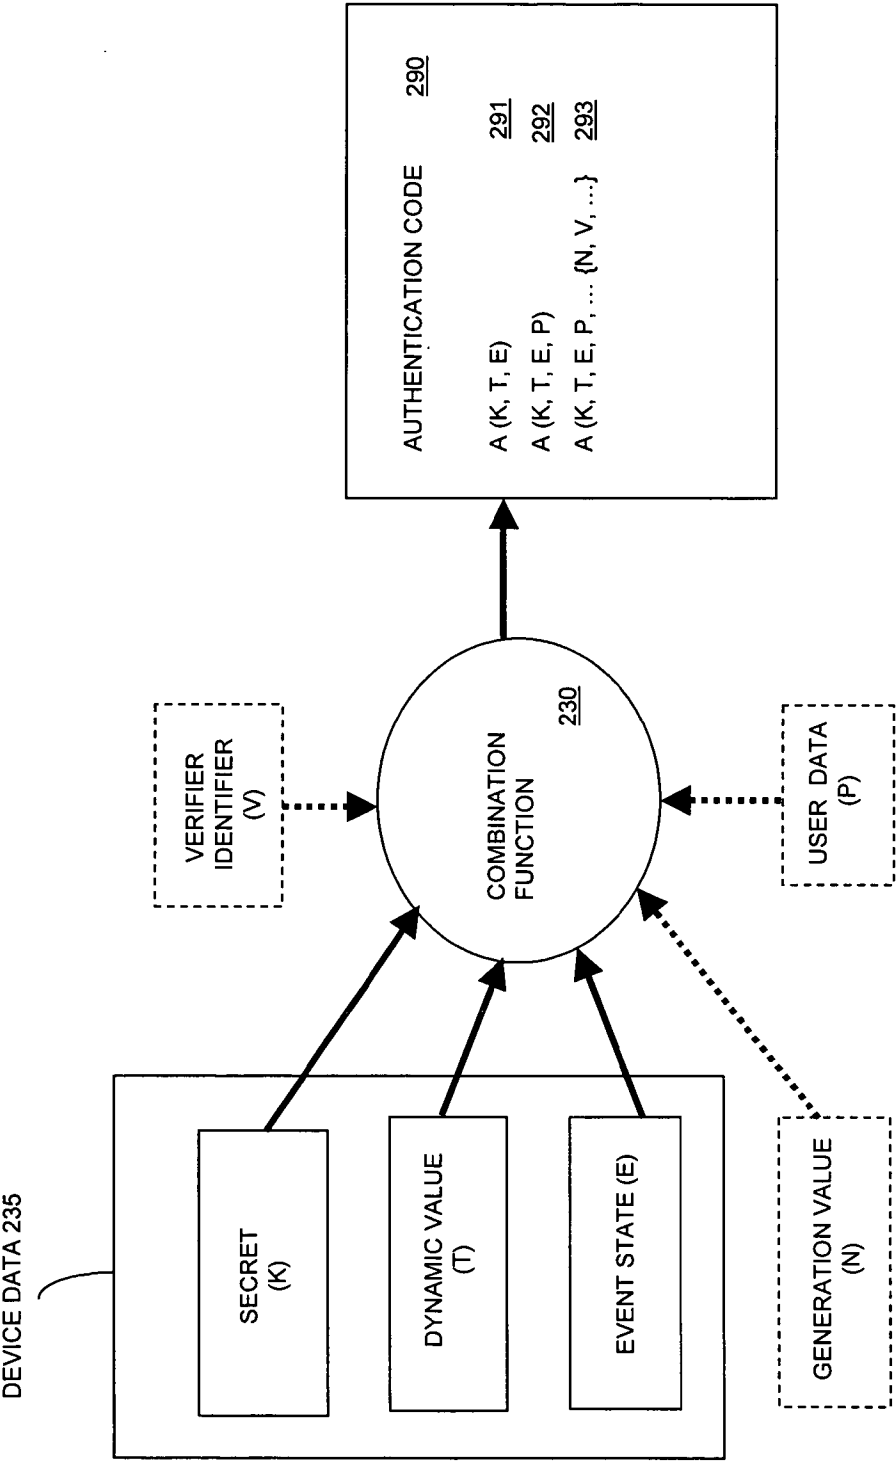 DEVICE DATA 235
SECRET
(K)
DYNAMIC VALUE
(T)
EVENT STATE (E)
GENERATION VALUE
(N)
VERIFIER
IDENTIFIER
(V)
COMBINATION
FUNCTION
230
USER DATA
(P)
AUTHENTICATION CODE 290
A (K, T, E) 291
A (K, T, E, P) 292
A (K, T, E, P, ... {N, V, ...} 293